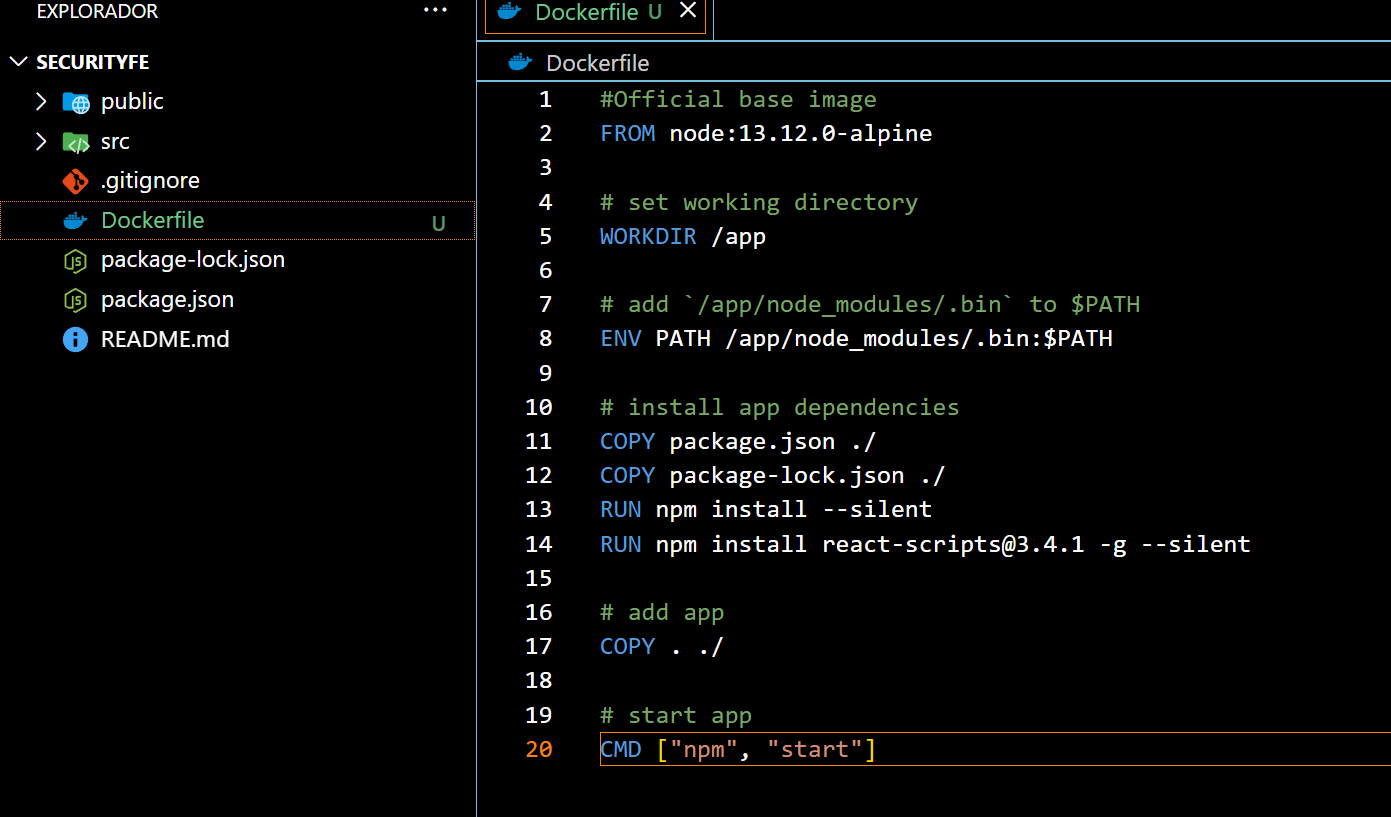 EXPLORADOR
SECURITYFE
public
src
.gitignore
Dockerfile U
package-lock.json
package.json
README.md
Dockerfile U
Dockerfile
1 #Official base image
2 FROM node:13.12.0-alpine
3
4 # set working directory
5 WORKDIR /app
6
7 # add `/app/node_modules/.bin` to $PATH
8 ENV PATH /app/node_modules/.bin:$PATH
9
10 # install app dependencies
11 COPY package.json ./
12 COPY package-lock.json ./
13 RUN npm install --silent
14 RUN npm install react-scripts@3.4.1 -g --silent
15
16 # add app
17 COPY . ./
18
19 # start app
20 CMD ["npm", "start"]